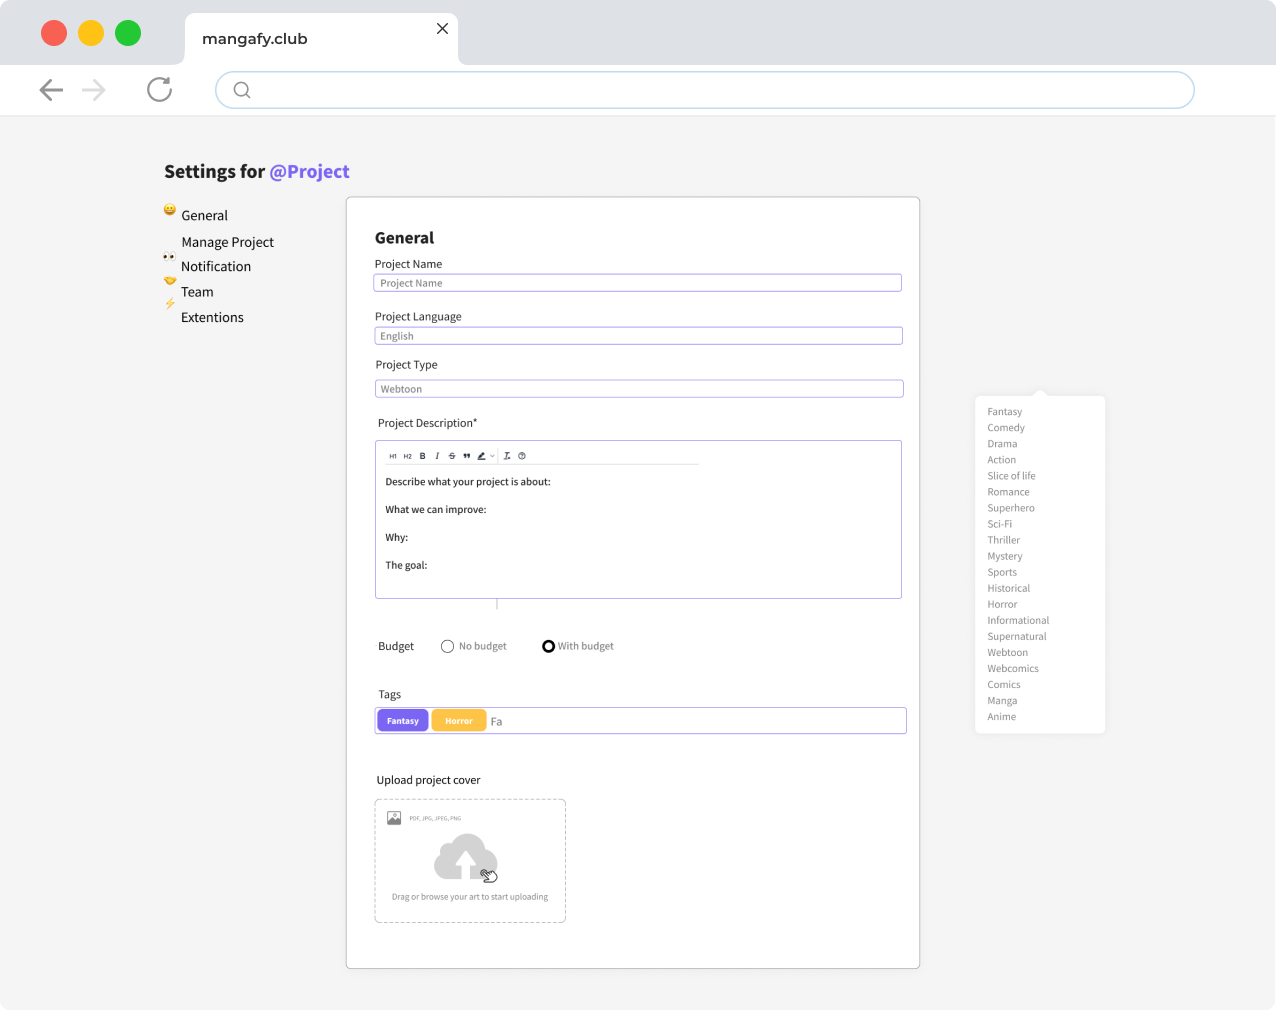 mangafy.club
Settings for @Project
General
Manage Project
Notification
Team
Extentions
General
Project Name
Project Name
Project Language
English
Project Type
Webtoon
Project Description*
H1 H2 B I S
Describe what your project is about:
What we can improve:
Why:
The goal:
Budget No budget With budget
Tags
Fantasy Horror Fa
Upload project cover
PDF, JPG, JPEG, PNG
Drag or browse your art to start uploading
Fantasy
Comedy
Drama
Action
Slice of life
Romance
Superhero
Sci-Fi
Thriller
Mystery
Sports
Historical
Horror
Informational
Supernatural
Webtoon
Webcomics
Comics
Manga
Anime